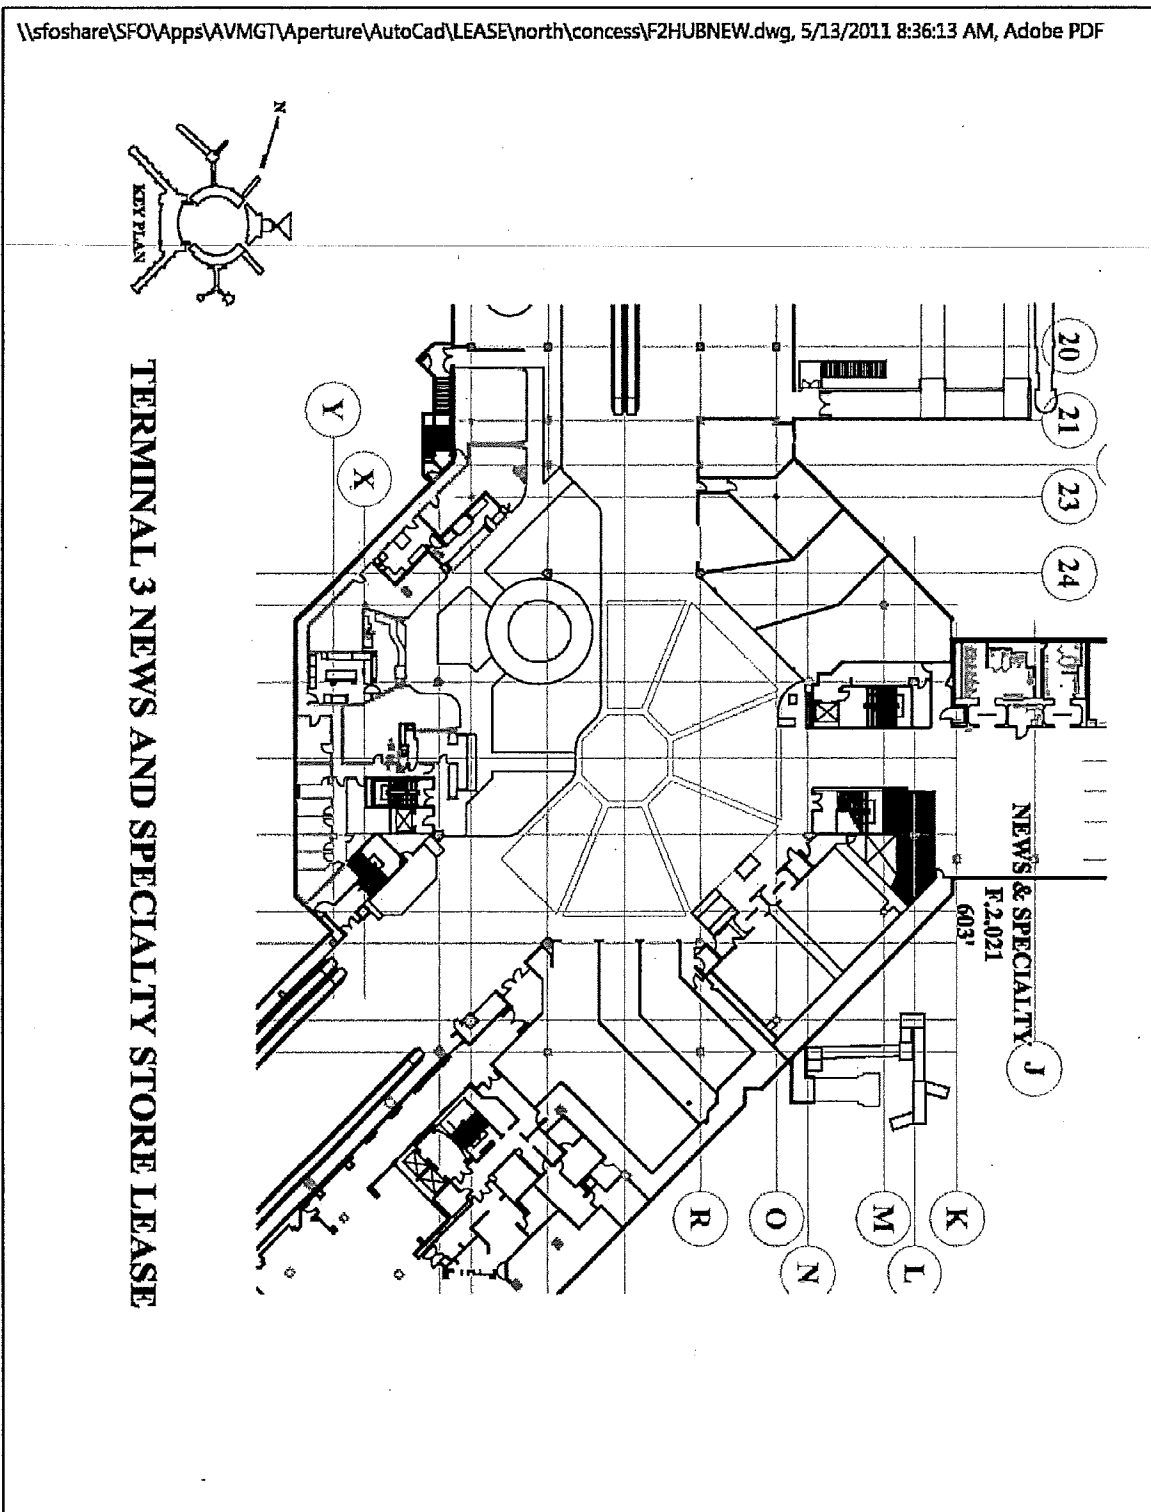 \\sfoshare\SFO\Apps\AVMGT\Aperture\AutoCad\LEASE\north\concess\F2HUBNEW.dwg, 5/13/2011 8:36:13 AM, Adobe PDF
N
KEY PLAN
20
21
23
24
Y
X
NEWS & SPECIALTY
F.2.021
603'
J
K
L
M
N
O
R
TERMINAL 3 NEWS AND SPECIALTY STORE LEASE